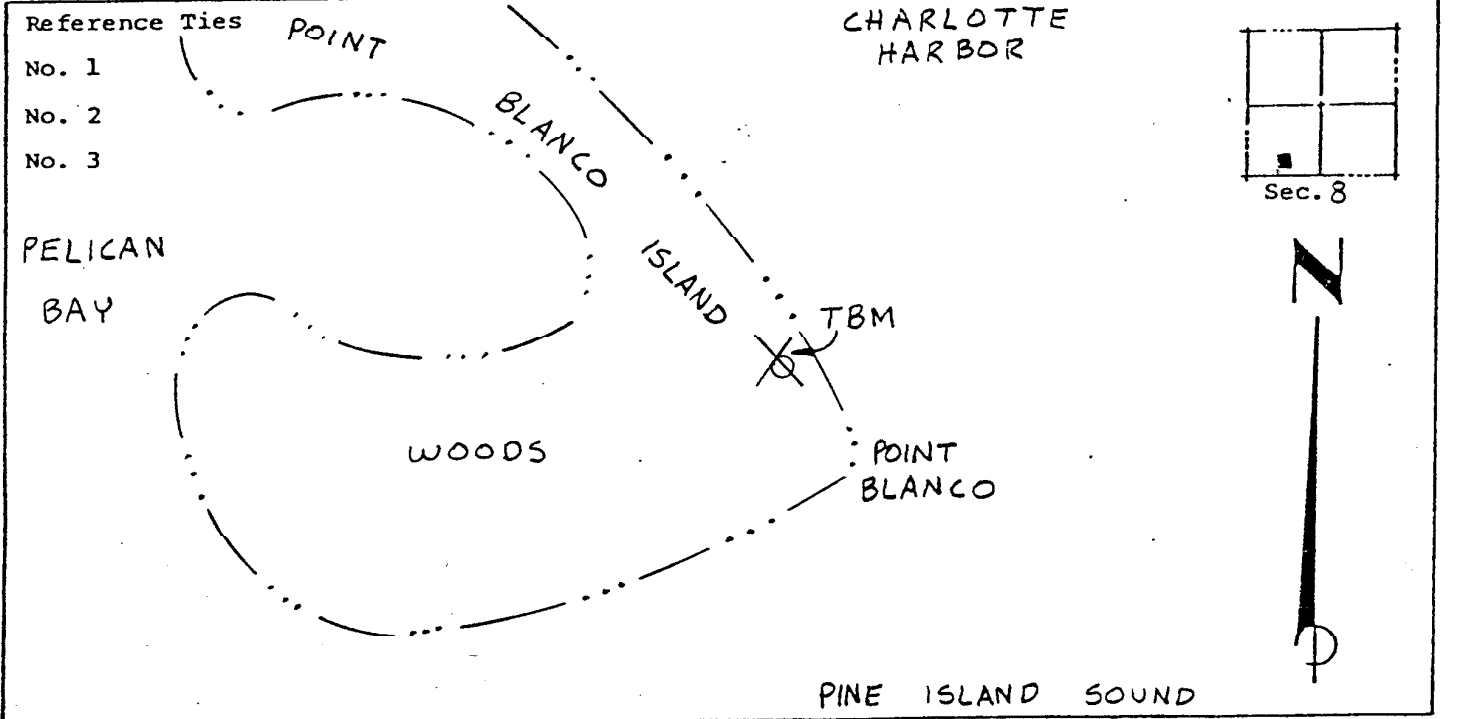 Reference Ties
No. 1
No. 2
No. 3
POINT
BLANCO
ISLAND
CHARLOTTE
HARBOR
Sec. 8
PELICAN
BAY
N
TBM
WOODS
POINT
BLANCO
PINE ISLAND SOUND